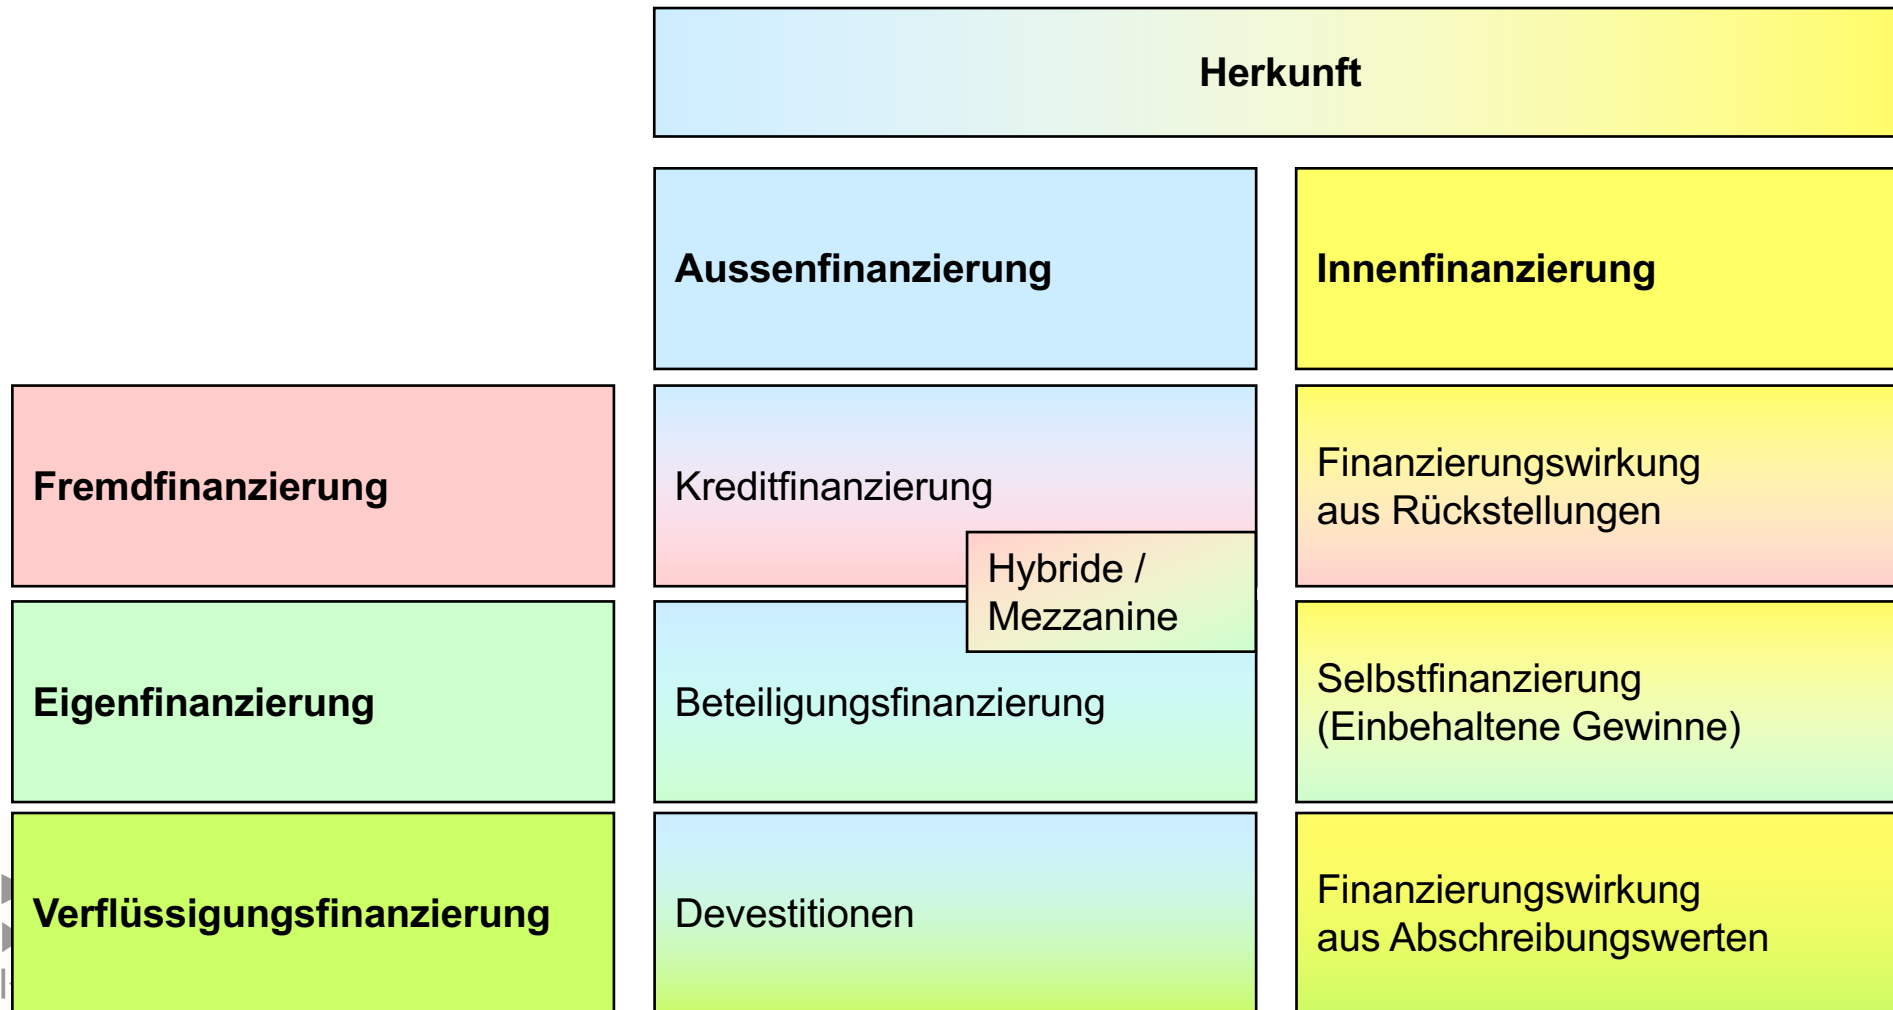 Herkunft
Aussenfinanzierung
Innenfinanzierung
Fremdfinanzierung
Kreditfinanzierung
Finanzierungswirkung
aus Rückstellungen
Hybride /
Mezzanine
Eigenfinanzierung
Beteiligungsfinanzierung
Selbstfinanzierung
(Einbehaltene Gewinne)
Verflüssigungsfinanzierung
Devestitionen
Finanzierungswirkung
aus Abschreibungswerten